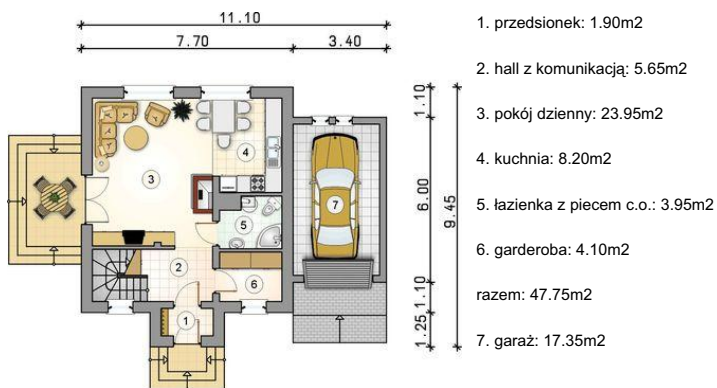 11.10
7.70 3.40
1. przedsionek: 1.90m2
2. hall z komunikacją: 5.65m2
3. pokój dzienny: 23.95m2
4. kuchnia: 8.20m2
5. łazienka z piecem c.o.: 3.95m2
6. garderoba: 4.10m2
razem: 47.75m2
7. garaż: 17.35m2
1.10
6.00
9.45
1.10
1.25
4
3
7
5
2
6
1